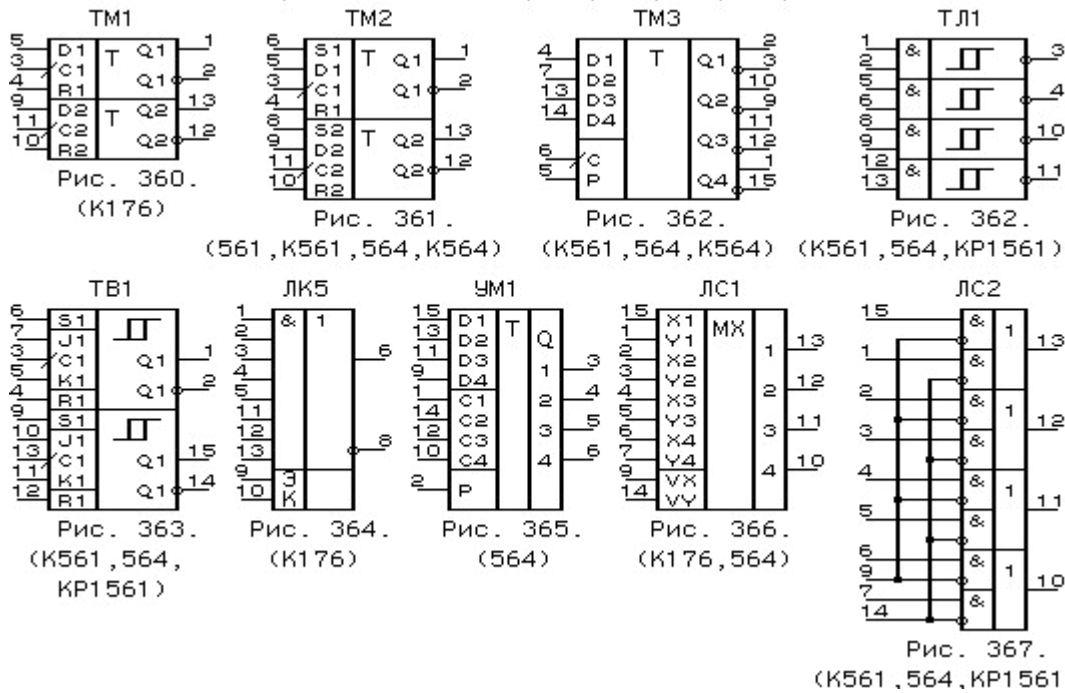 ТМ1
5 D1 T Q1 1
3 C1 Q1 2
4 R1
9 D2 T Q2 13
11 C2 Q2 12
10 R2
Рис. 360.
(К176)
ТМ2
6 S1 T Q1 1
5 D1
3 C1 Q1 2
4 R1
8 S2 T Q2 13
9 D2
11 C2 Q2 12
10 R2
Рис. 361.
(561,К561,564,К564)
ТМ3
4 D1 T Q1 2
7 D2 3
13 D3 Q2 10
14 D4 9
Q3 11
6 C 12
5 P Q4 1
15
Рис. 362.
(К561,564,К564)
ТЛ1
1 & 3
2
5 & 4
6
8 & 10
9
12 & 11
13
Рис. 362.
(К561,564,КР1561)
ТВ1
6 S1
7 J1
3 C1 Q1 1
5 K1 Q1 2
4 R1
9 S1
10 J1
13 C1 Q1 15
11 K1 Q1 14
12 R1
Рис. 363.
(К561,564,
КР1561)
ЛК5
1 & 1
2
3 6
4
5
11
12 8
13
9 Э
10 К
Рис. 364.
(К176)
УМ1
15 D1 T Q
13 D2
11 D3 1 3
9 D4
1 C1 2 4
14 C2
12 C3 3 5
10 C4 4 6
2 P
Рис. 365.
(564)
ЛС1
15 X1 MX
1 Y1 1 13
2 X2
3 Y2 2 12
4 X3
5 Y3 3 11
6 X4
7 Y4 4 10
9 VX
14 VY
Рис. 366.
(К176,564)
ЛС2
15 & 1 13
1 &
2 & 1 12
3 &
4 & 1 11
5 &
6 & 1 10
9
7 &
14
Рис. 367.
(К561,564,КР1561